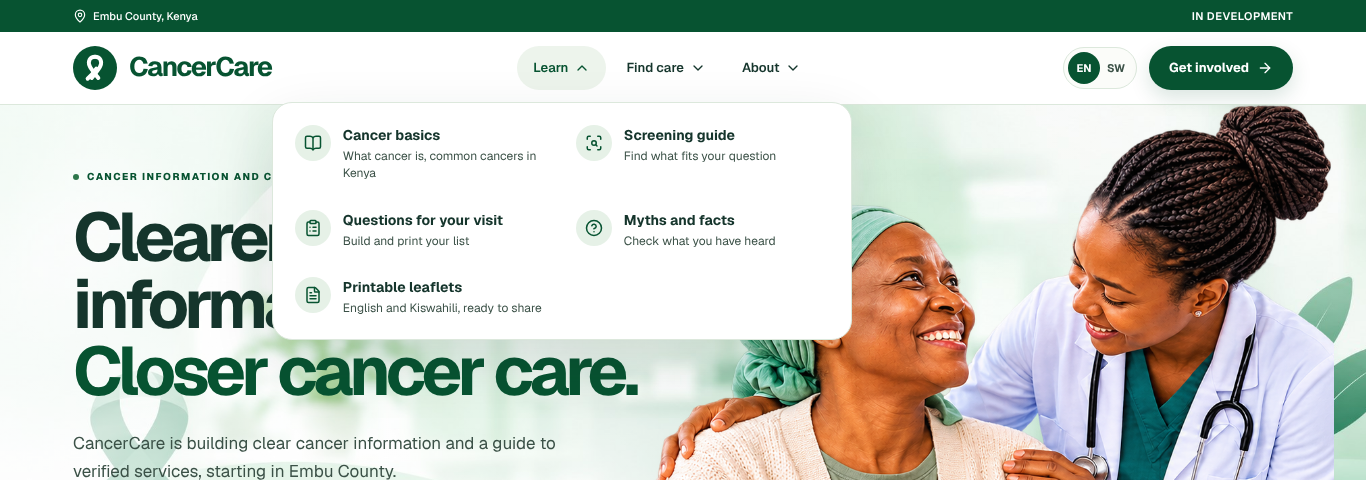 Embu County, Kenya
IN DEVELOPMENT
CancerCare
Learn
Find care
About
EN
SW
Get involved
Cancer basics
What cancer is, common cancers in
Kenya
Screening guide
Find what fits your question
Questions for your visit
Build and print your list
Myths and facts
Check what you have heard
Printable leaflets
English and Kiswahili, ready to share
CANCER INFORMATION AND
Closer cancer care.
CancerCare is building clear cancer information and a guide to
verified services, starting in Embu County.